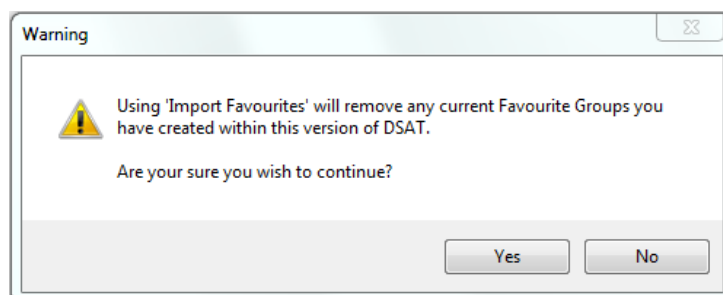 Warning
Using 'Import Favourites' will remove any current Favourite Groups you
have created within this version of DSAT.
Are your sure you wish to continue?
Yes
No